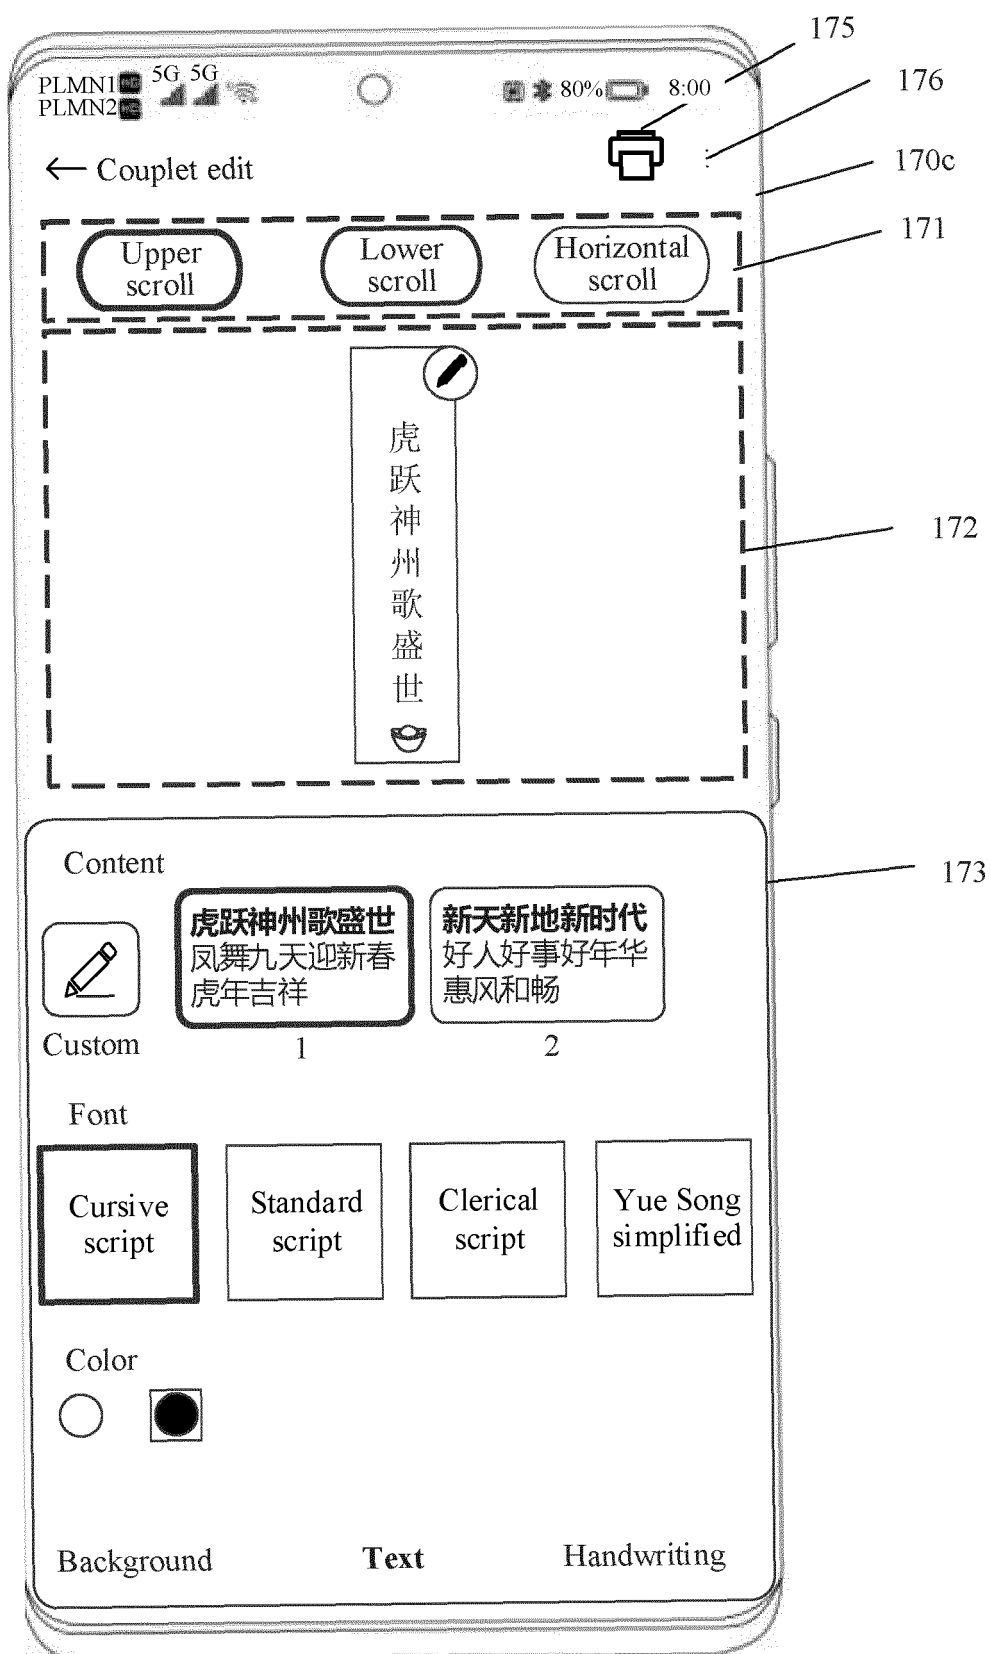 175
176
170c
171
172
173
PLMN1 HD 5G 5G 80% 8:00
PLMN2 HD
← Couplet edit
Upper
scroll
Lower
scroll
Horizontal
scroll
虎
跃
神
州
歌
盛
世
Content
Custom
虎跃神州歌盛世
凤舞九天迎新春
虎年吉祥
1
新天新地新时代
好人好事好年华
惠风和畅
2
Font
Cursive
script
Standard
script
Clerical
script
Yue Song
simplified
Color
Background
Text
Handwriting